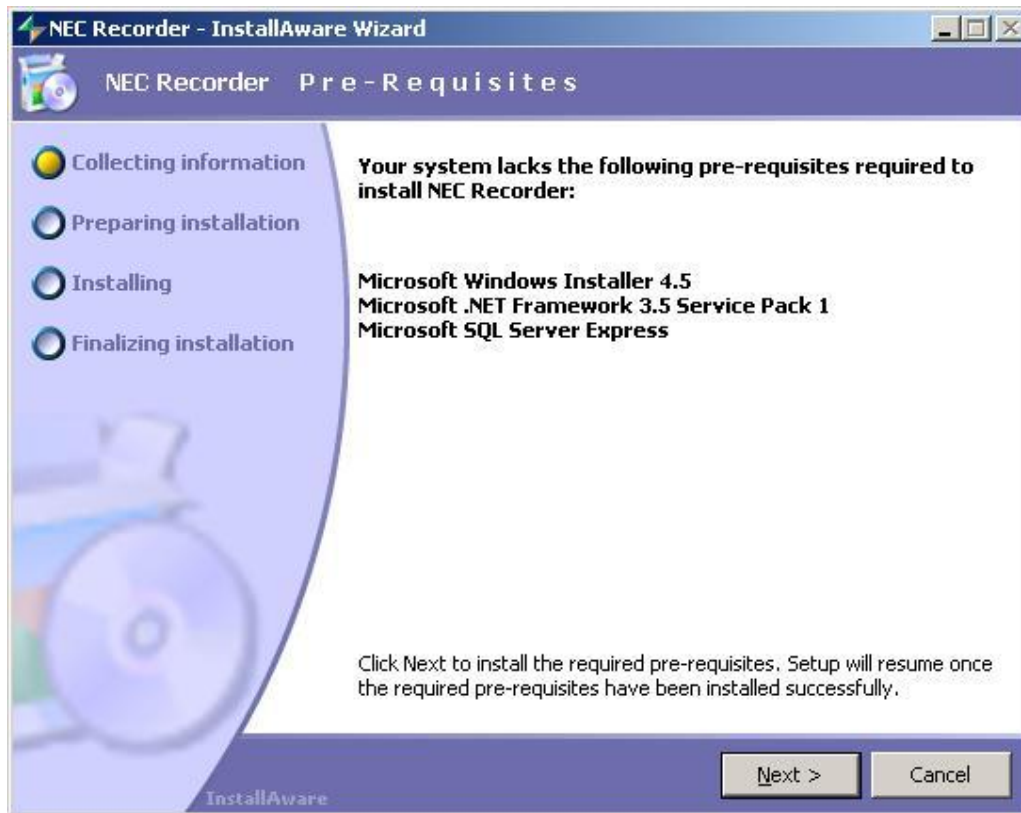 NEC Recorder - InstallAware Wizard
NEC Recorder Pre-Requisites
Collecting information
Preparing installation
Installing
Finalizing installation
Your system lacks the following pre-requisites required to
install NEC Recorder:
Microsoft Windows Installer 4.5
Microsoft .NET Framework 3.5 Service Pack 1
Microsoft SQL Server Express
Click Next to install the required pre-requisites. Setup will resume once
the required pre-requisites have been installed successfully.
InstallAware
Next >
Cancel